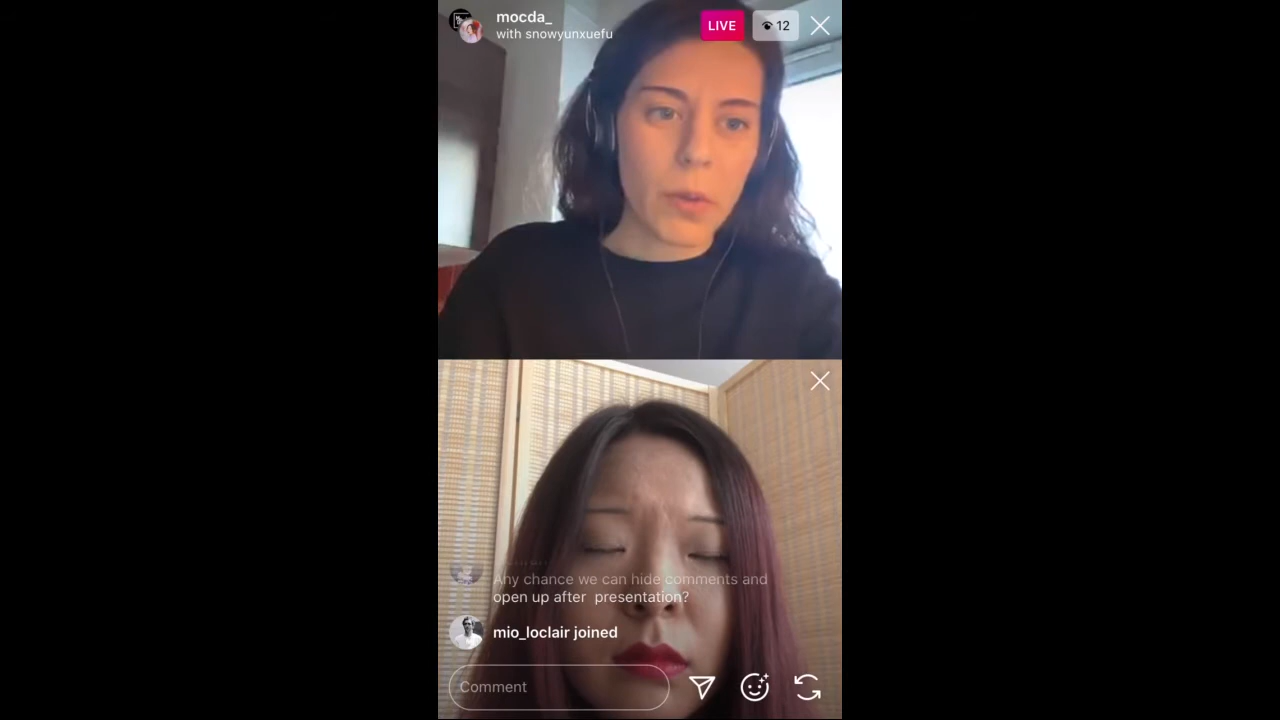 mocda_
with snowyunxuefu
LIVE
12
Any chance we can hide comments and
open up after presentation?
mio_loclair joined
Comment